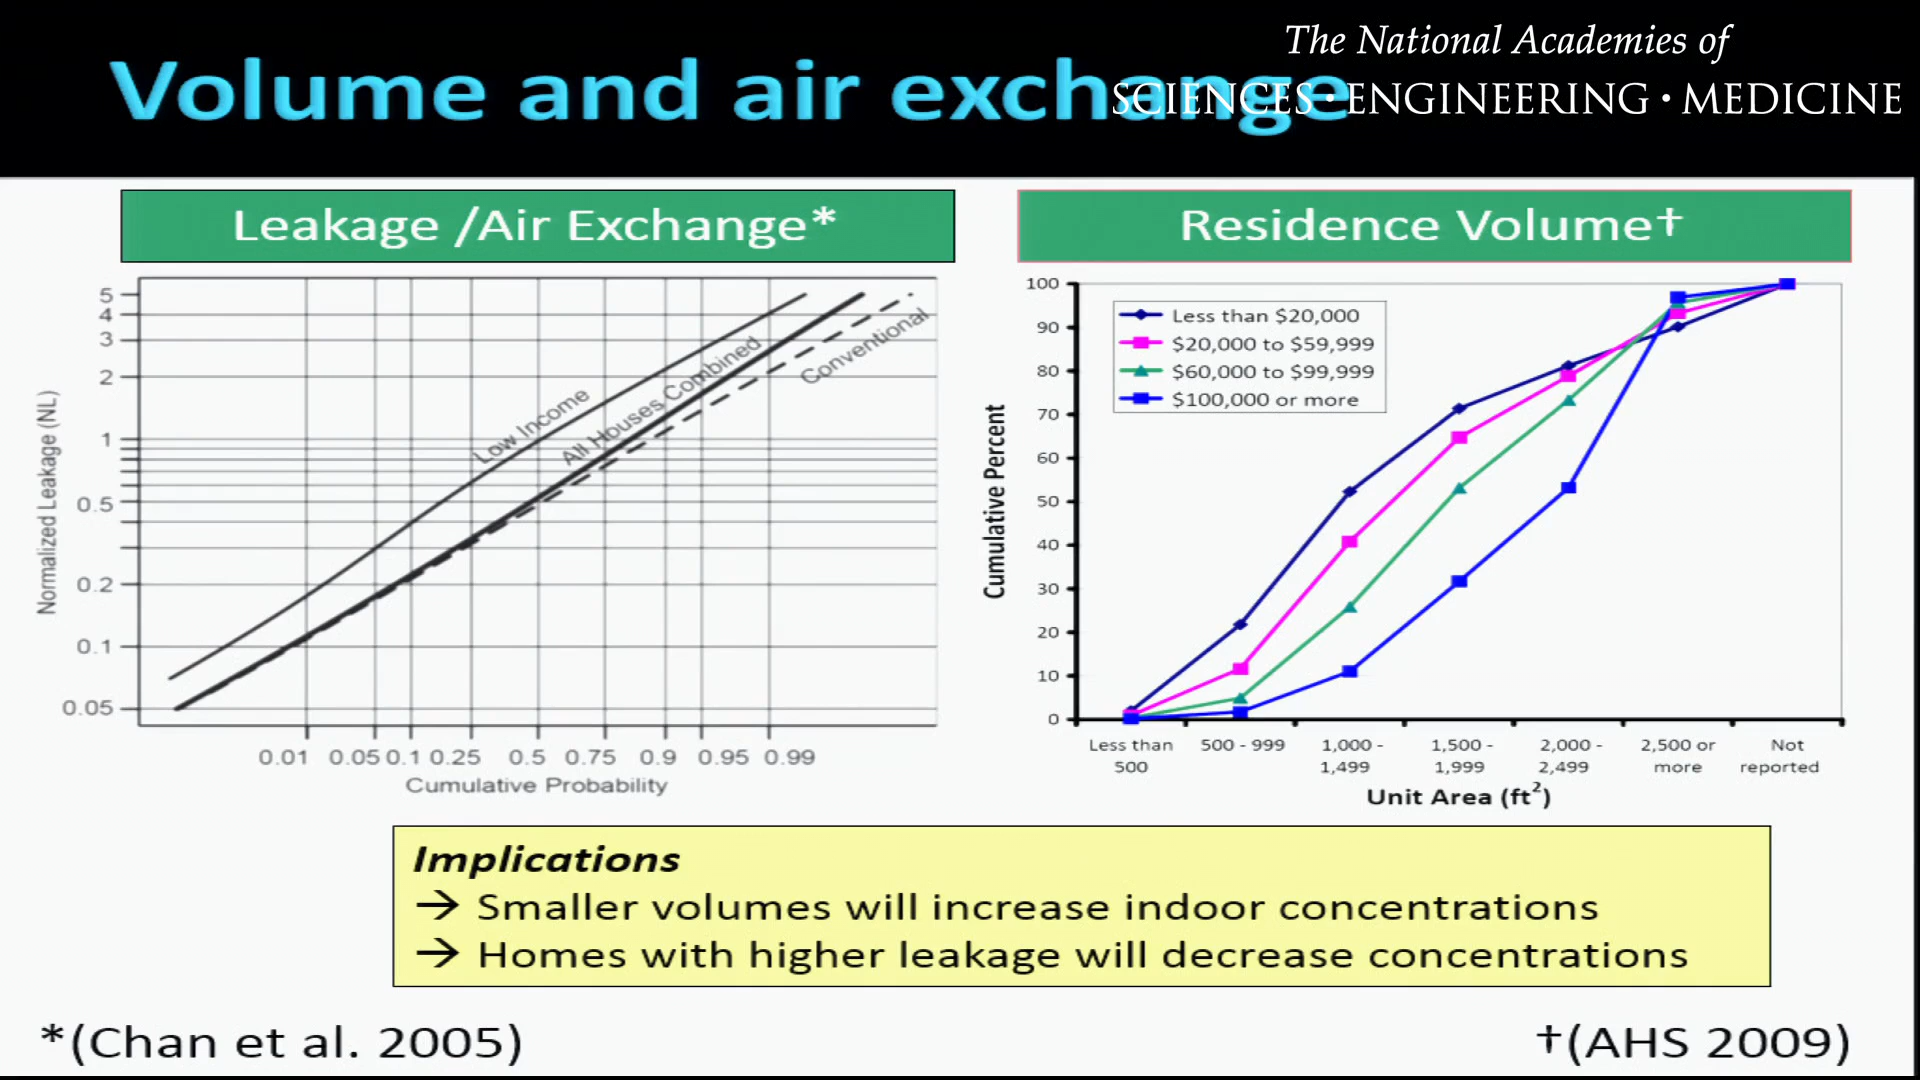 The National Academies of
SCIENCES · ENGINEERING · MEDICINE
Volume and air exchange
Leakage /Air Exchange*
Normalized Leakage (NL)
5
4
3
2
1
0.5
0.2
0.1
0.05
Low Income
All Houses Combined
Conventional
0.01 0.05 0.1 0.25 0.5 0.75 0.9 0.95 0.99
Cumulative Probability
Residence Volume†
Cumulative Percent
100
90
80
70
60
50
40
30
20
10
0
Less than $20,000
$20,000 to $59,999
$60,000 to $99,999
$100,000 or more
Less than 500
500 - 999
1,000 - 1,499
1,500 - 1,999
2,000 - 2,499
2,500 or more
Not reported
Unit Area (ft²)
Implications
→ Smaller volumes will increase indoor concentrations
→ Homes with higher leakage will decrease concentrations
*(Chan et al. 2005)
†(AHS 2009)